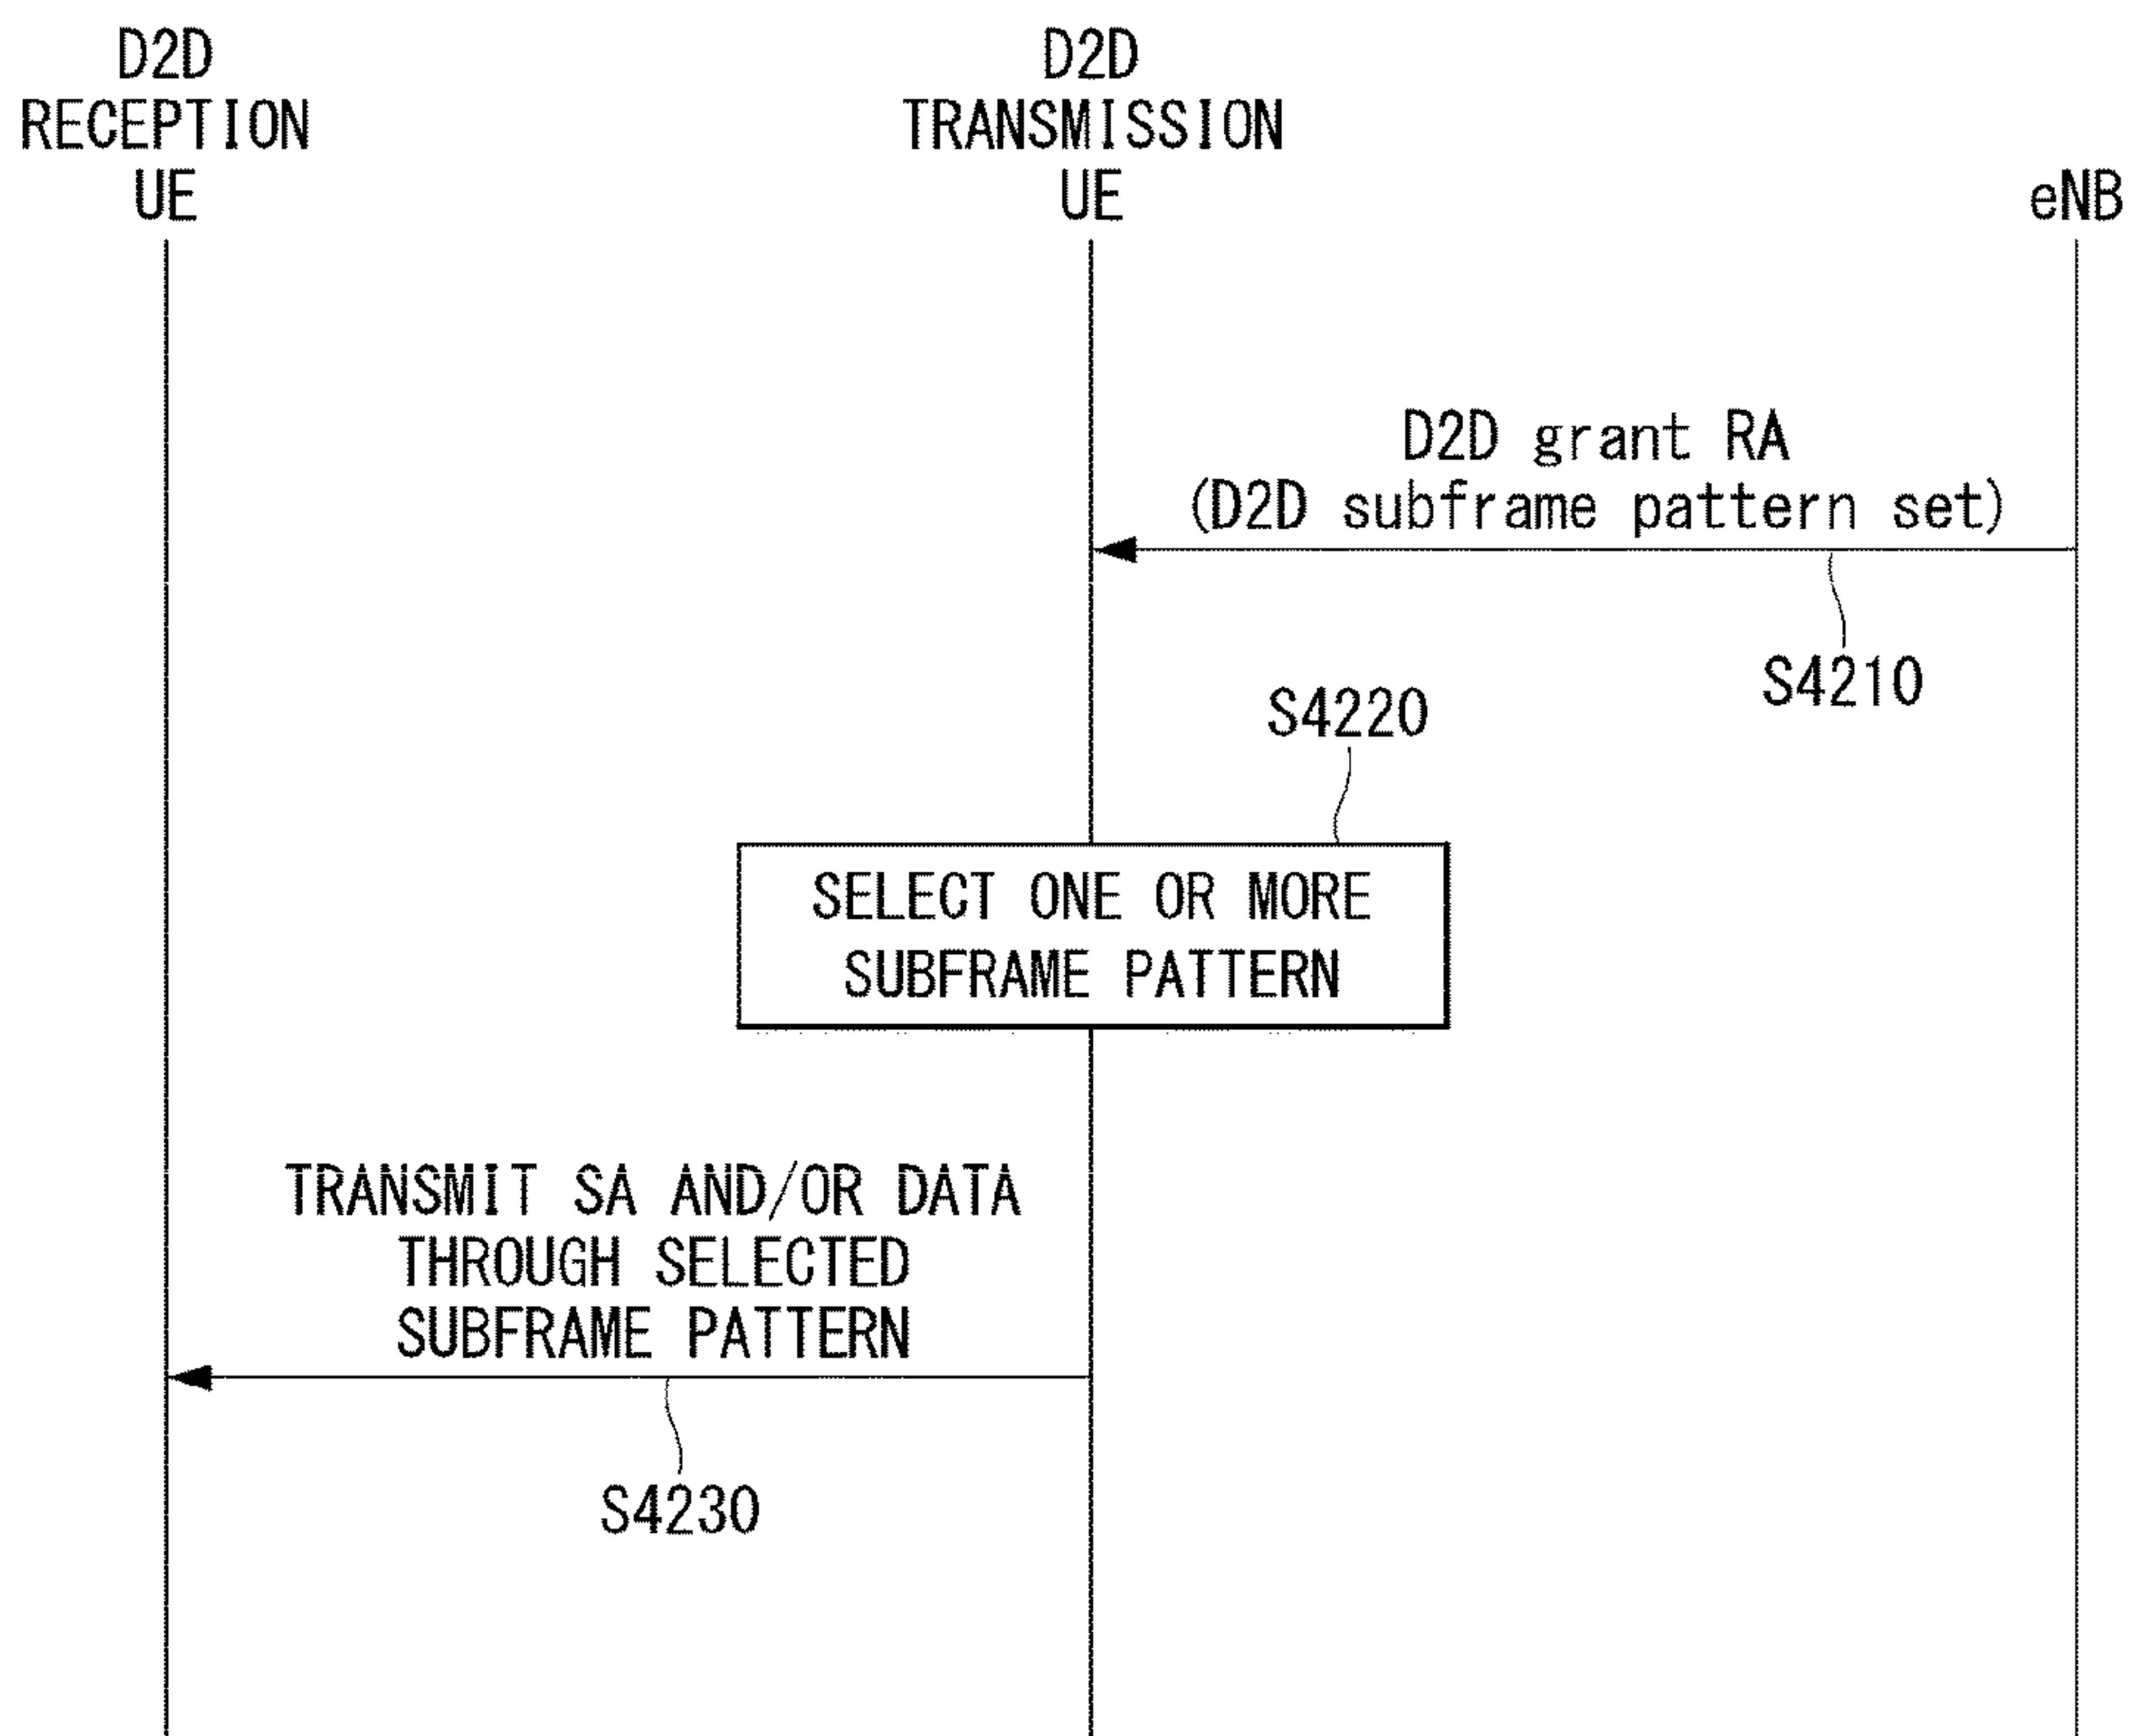 D2D
RECEPTION
UE
D2D
TRANSMISSION
UE
eNB
D2D grant RA
(D2D subframe pattern set)
S4210
S4220
SELECT ONE OR MORE
SUBFRAME PATTERN
TRANSMIT SA AND/OR DATA
THROUGH SELECTED
SUBFRAME PATTERN
S4230